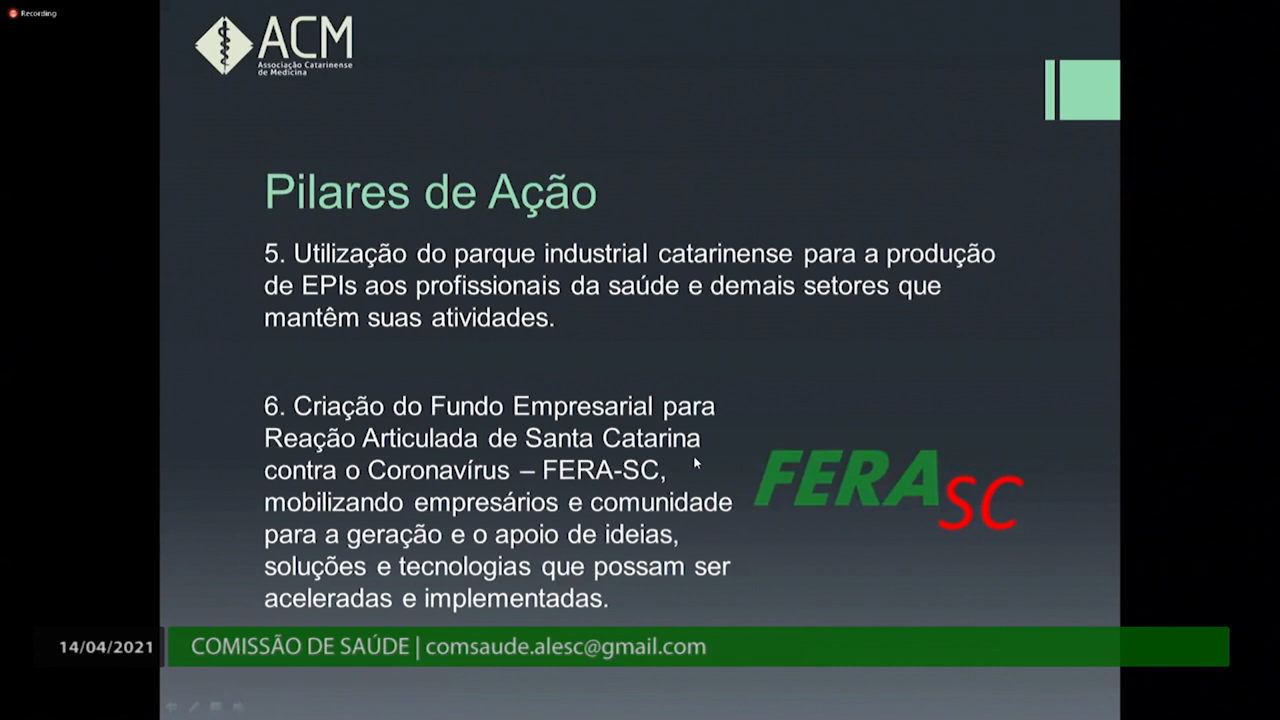 Recording
ACM
Associação Catarinense
de Medicina
Pilares de Ação
5. Utilização do parque industrial catarinense para a produção
de EPIs aos profissionais da saúde e demais setores que
mantêm suas atividades.
6. Criação do Fundo Empresarial para
Reação Articulada de Santa Catarina
contra o Coronavírus – FERA-SC,
mobilizando empresários e comunidade
para a geração e o apoio de ideias,
soluções e tecnologias que possam ser
aceleradas e implementadas.
FERA SC
14/04/2021 COMISSÃO DE SAÚDE | comsaude.alesc@gmail.com